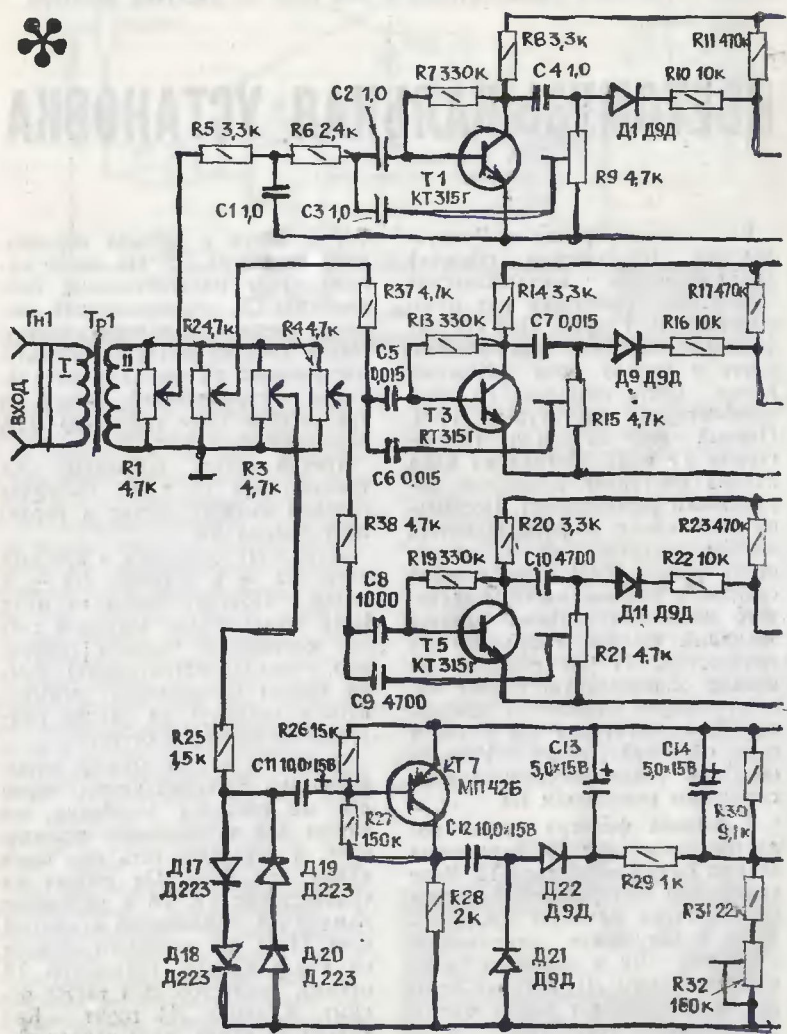 УСТАНОВКА
R8 3,3к
R11 470к
R7 330к
C4 1,0
R10 10к
C2 1,0
R5 3,3к
R6 2,4к
Д1 Д9Д
T1
КТ315Г
R9 4,7к
C1 1,0
C3 1,0
R37 4,7к
R14 3,3к
R17 470к
R13 330к
C7 0,015
R16 10к
Гн1
Тр1
R2 4,7к
R4 4,7к
C5
0,015
Д9 Д9Д
ВХОД
I
II
T3
КТ315Г
R15 4,7к
C6 0,015
R1
4,7к
R3
4,7к
R38 4,7к
R20 3,3к
R23 470к
R19 330к
C10 4700
R22 10к
C8
1000
Д11 Д9Д
T5
КТ315Г
R21 4,7к
C9 4700
R25
1,5к
R26 15к
C11 10,0×15В
КТ7
МП42Б
C13
5,0×15В
C14
5,0×15В
R30
9,1к
R27
150к
C12 10,0×15В
Д17
Д223
Д19
Д223
R28
2к
Д22
Д9Д
R29 1к
R31 22к
Д18
Д223
Д20
Д223
Д21
Д9Д
R32
160к